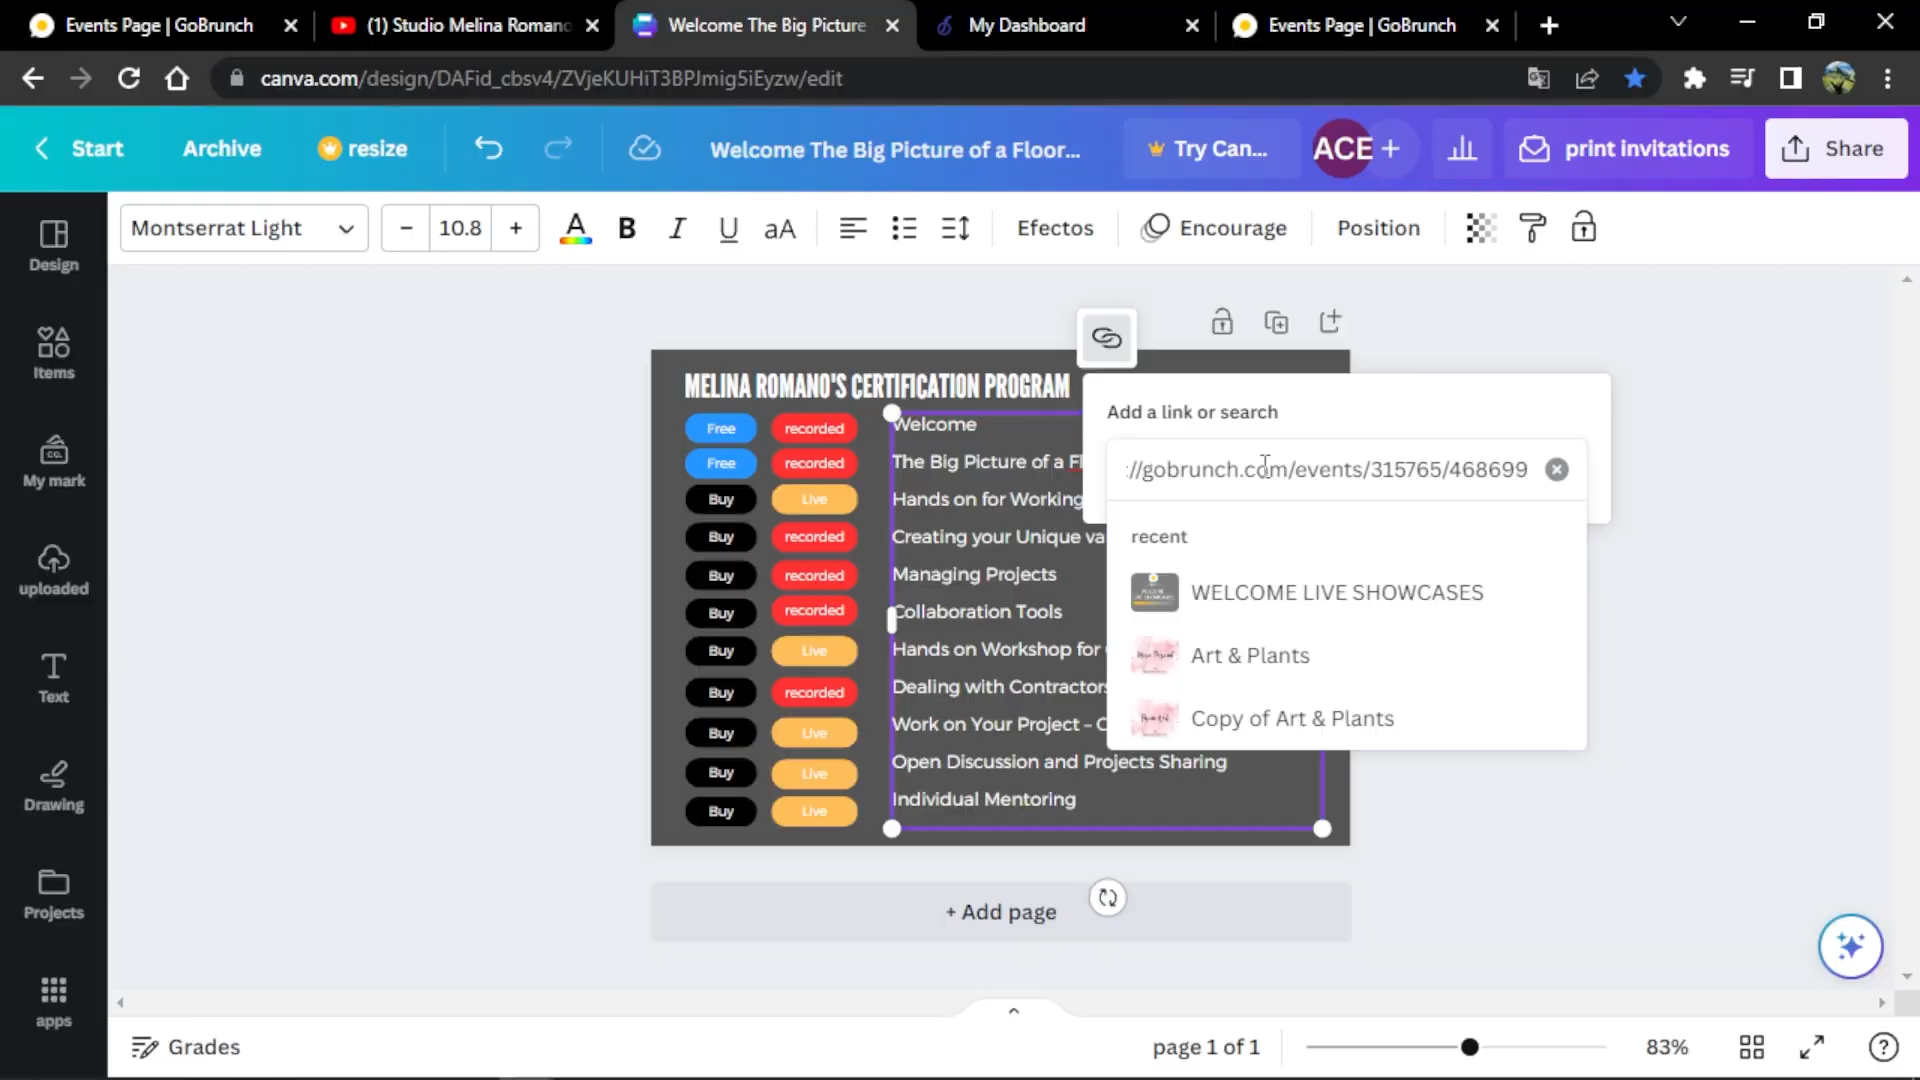 Events Page | GoBrunch
(1) Studio Melina Romano
Welcome The Big Picture
My Dashboard
Events Page | GoBrunch
canva.com/design/DAFid_cbsv4/ZVjeKUHiT3BPJmig5iEyzw/edit
Start
Archive
resize
Welcome The Big Picture of a Floor...
Try Can...
ACE
print invitations
Share
Montserrat Light
10.8
A
B
I
U
aA
Efectos
Encourage
Position
Design
Items
CO.
My mark
uploaded
Text
Drawing
Projects
apps
MELINA ROMANO'S CERTIFICATION PROGRAM
Free recorded Welcome
Free recorded The Big Picture of a Fl
Buy Live Hands on for Working
Buy recorded Creating your Unique va
Buy recorded Managing Projects
Buy recorded Collaboration Tools
Buy Live Hands on Workshop for
Buy recorded Dealing with Contractors
Buy Live Work on Your Project – C
Buy Live Open Discussion and Projects Sharing
Buy Live Individual Mentoring
Add a link or search
://gobrunch.com/events/315765/468699
recent
WELCOME LIVE SHOWCASES
Art & Plants
Copy of Art & Plants
+ Add page
Grades
page 1 of 1
83%